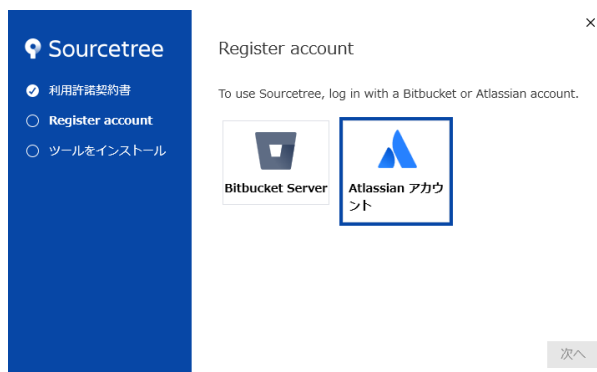 Sourcetree
利用許諾契約書
Register account
ツールをインストール
Register account
To use Sourcetree, log in with a Bitbucket or Atlassian account.
Bitbucket Server
Atlassian アカウ
ント
次へ